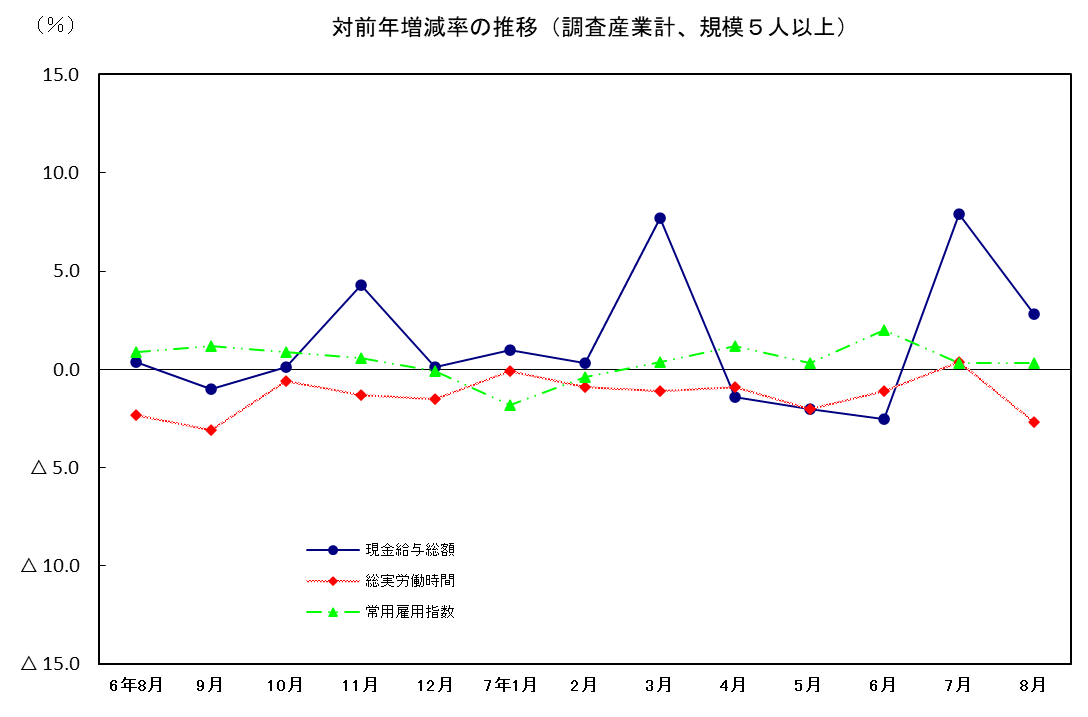 （％）
対前年増減率の推移（調査産業計、規模５人以上）
15.0
10.0
5.0
0.0
△ 5.0
△ 10.0
△ 15.0
現金給与総額
総実労働時間
常用雇用指数
6年8月 9月 10月 11月 12月 7年1月 2月 3月 4月 5月 6月 7月 8月